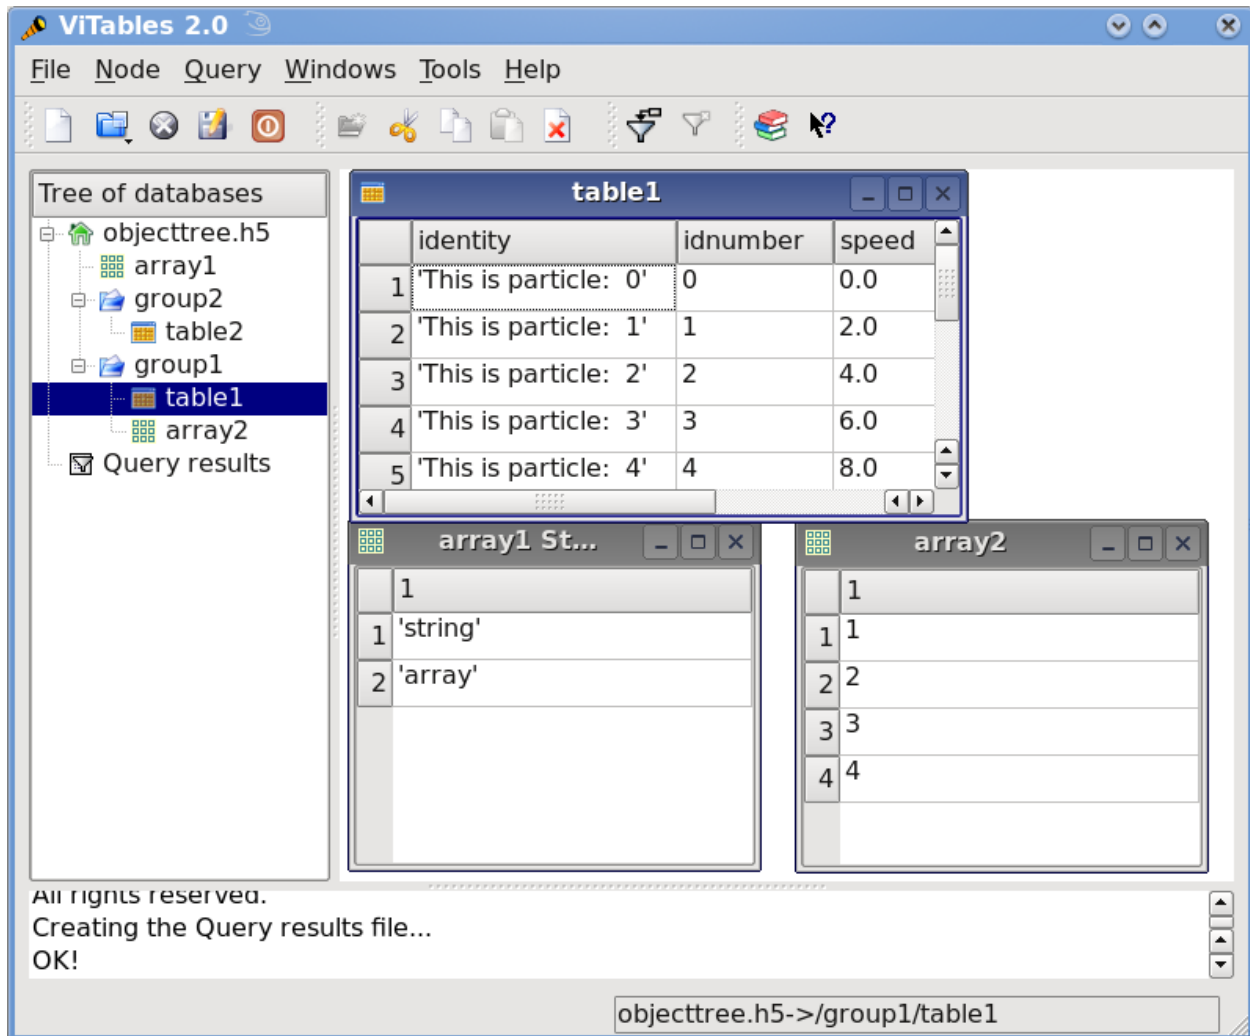 ViTables 2.0
File Node Query Windows Tools Help
Tree of databases
objecttree.h5
array1
group2
table2
group1
table1
array2
Query results
table1
identity idnumber speed
1 'This is particle:  0' 0 0.0
2 'This is particle:  1' 1 2.0
3 'This is particle:  2' 2 4.0
4 'This is particle:  3' 3 6.0
5 'This is particle:  4' 4 8.0
array1 St...
1
1 'string'
2 'array'
array2
1
1 1
2 2
3 3
4 4
All rights reserved.
Creating the Query results file...
OK!
objecttree.h5->/group1/table1